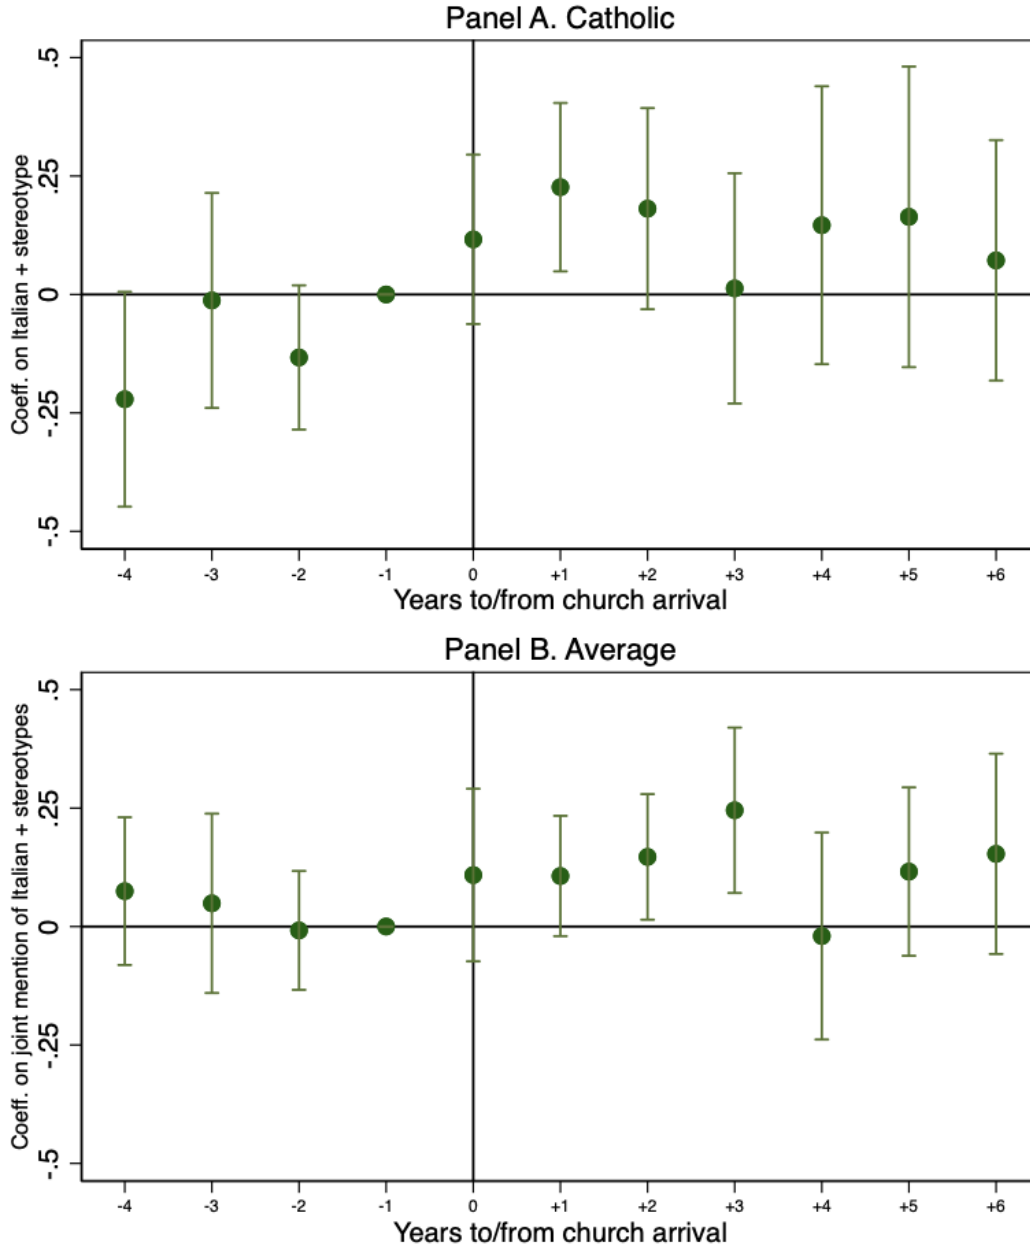 Panel A. Catholic
Coeff. on Italian + stereotype
.5
.25
0
-.25
-.5
-4 -3 -2 -1 0 +1 +2 +3 +4 +5 +6
Years to/from church arrival
Panel B. Average
Coeff. on joint mention of Italian + stereotypes
.5
.25
0
-.25
-.5
-4 -3 -2 -1 0 +1 +2 +3 +4 +5 +6
Years to/from church arrival